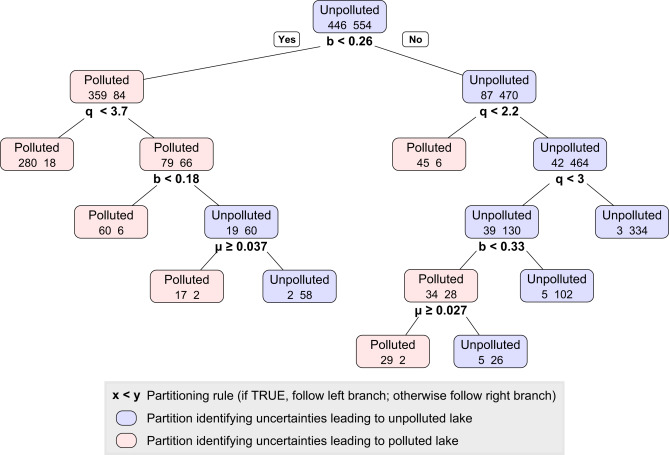 Unpolluted
446 554
Yes
b < 0.26
No
Polluted
359 84
q < 3.7
Unpolluted
87 470
q < 2.2
Polluted
280 18
Polluted
79 66
b < 0.18
Polluted
45 6
Unpolluted
42 464
q < 3
Polluted
60 6
Unpolluted
19 60
μ ≥ 0.037
Unpolluted
39 130
b < 0.33
Unpolluted
3 334
Polluted
17 2
Unpolluted
2 58
Polluted
34 28
μ ≥ 0.027
Unpolluted
5 102
Polluted
29 2
Unpolluted
5 26
x < y Partitioning rule (if TRUE, follow left branch; otherwise follow right branch)
Partition identifying uncertainties leading to unpolluted lake
Partition identifying uncertainties leading to polluted lake